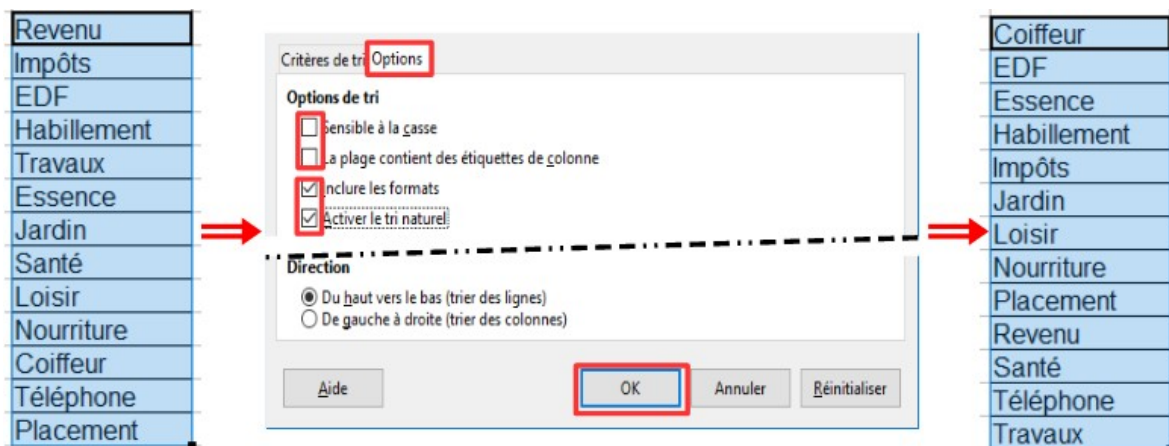 Revenu
Impôts
EDF
Habillement
Travaux
Essence
Jardin
Santé
Loisir
Nourriture
Coiffeur
Téléphone
Placement
Critères de tri Options
Options de tri
Sensible à la casse
La plage contient des étiquettes de colonne
Inclure les formats
Activer le tri naturel
Direction
Du haut vers le bas (trier des lignes)
De gauche à droite (trier des colonnes)
Aide OK Annuler Réinitialiser
Coiffeur
EDF
Essence
Habillement
Impôts
Jardin
Loisir
Nourriture
Placement
Revenu
Santé
Téléphone
Travaux